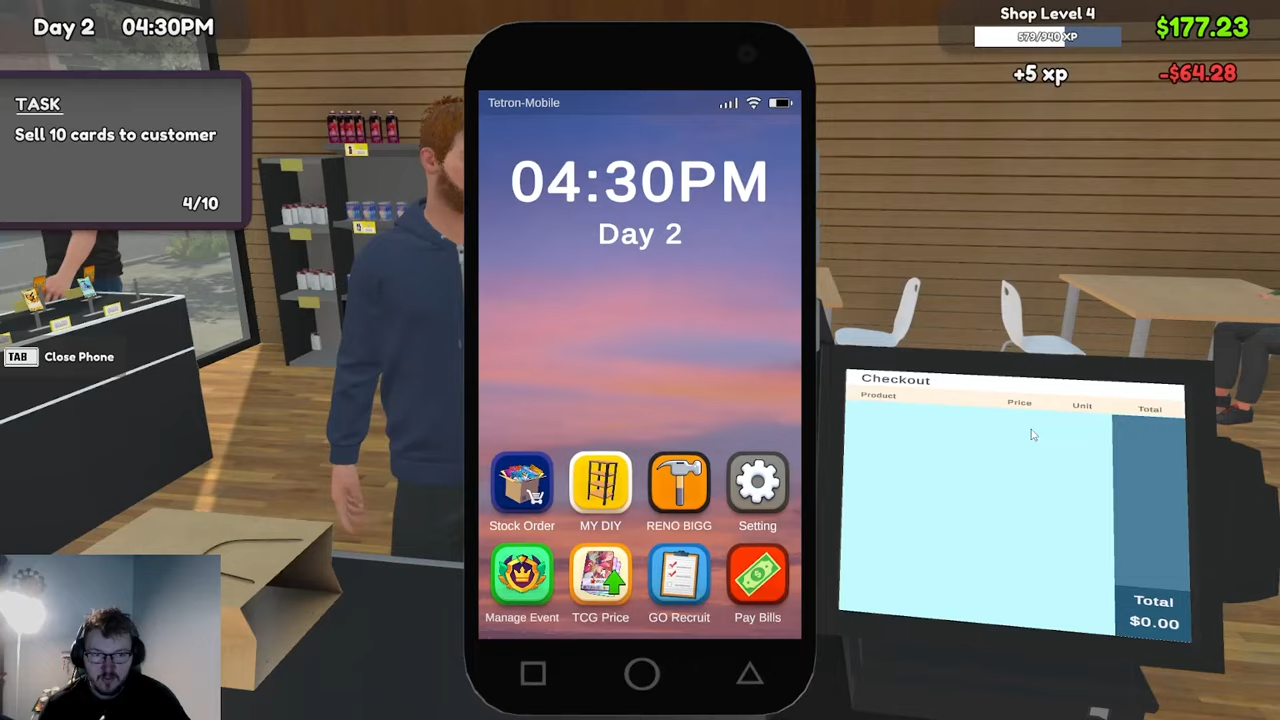 Day 2 04:30PM
Shop Level 4
$177.23
579/940 XP
+5 xp
-$64.28
TASK
Sell 10 cards to customer
4/10
TAB Close Phone
Tetron-Mobile
04:30PM
Day 2
Stock Order
MY DIY
RENO BIGG
Setting
Manage Event
TCG Price
GO Recruit
Pay Bills
Checkout
Product Price Unit Total
Total
$0.00